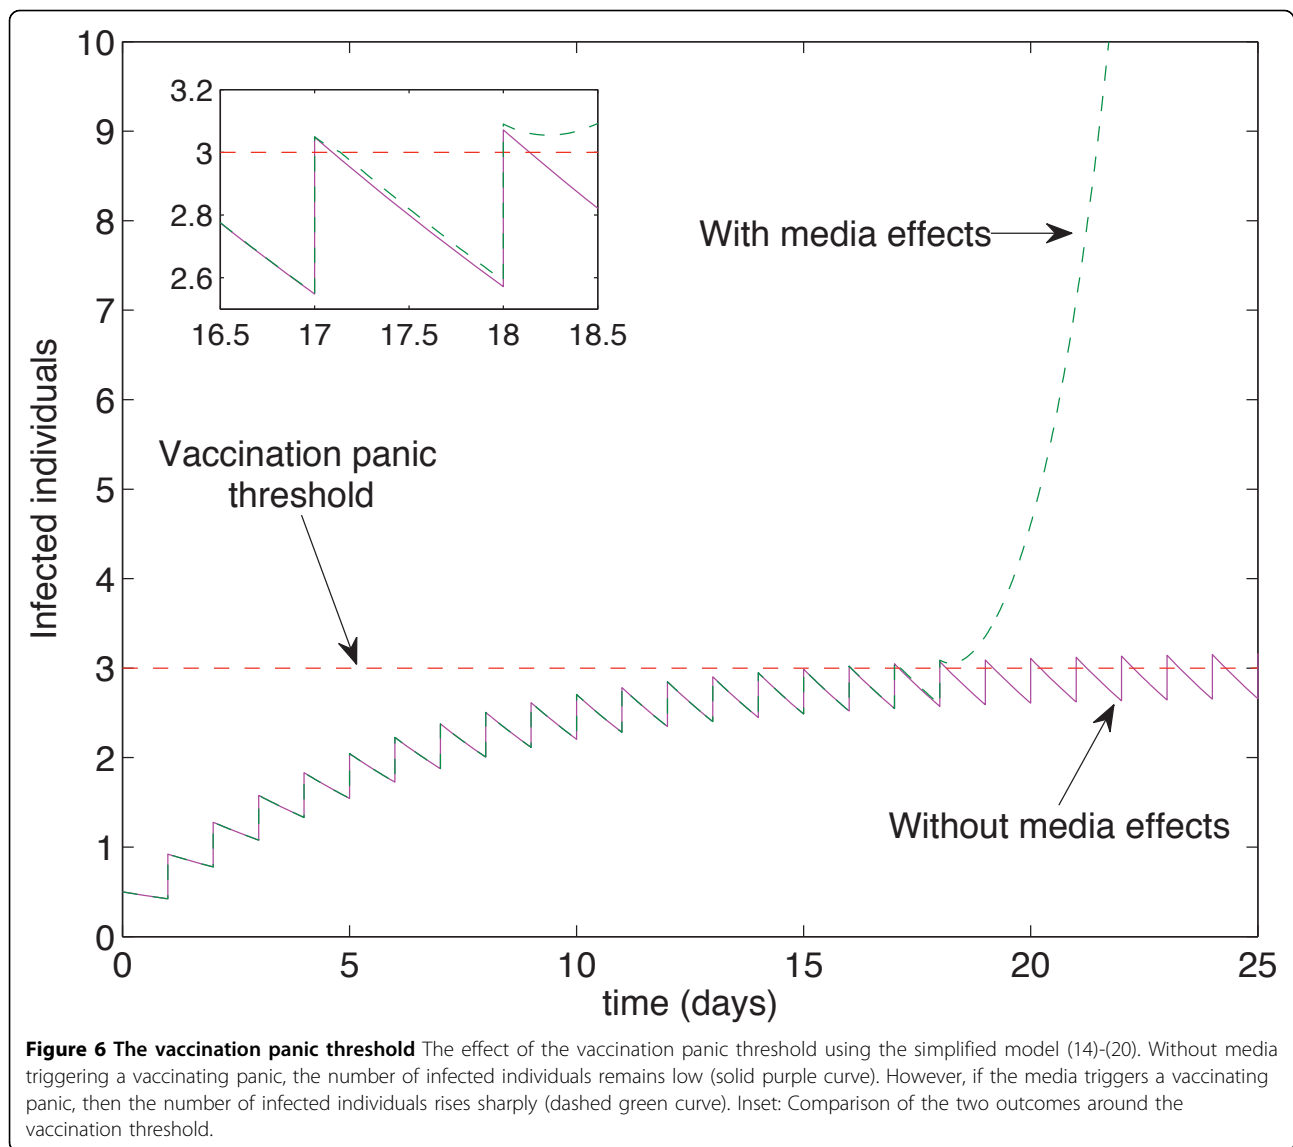 10
9
8
7
6
5
4
3
2
1
0
Infected individuals
3.2
3
2.8
2.6
16.5 17 17.5 18 18.5
With media effects
Vaccination panic
threshold
Without media effects
0 5 10 15 20 25
time (days)
Figure 6 The vaccination panic threshold The effect of the vaccination panic threshold using the simplified model (14)-(20). Without media
triggering a vaccinating panic, the number of infected individuals remains low (solid purple curve). However, if the media triggers a vaccinating
panic, then the number of infected individuals rises sharply (dashed green curve). Inset: Comparison of the two outcomes around the
vaccination threshold.